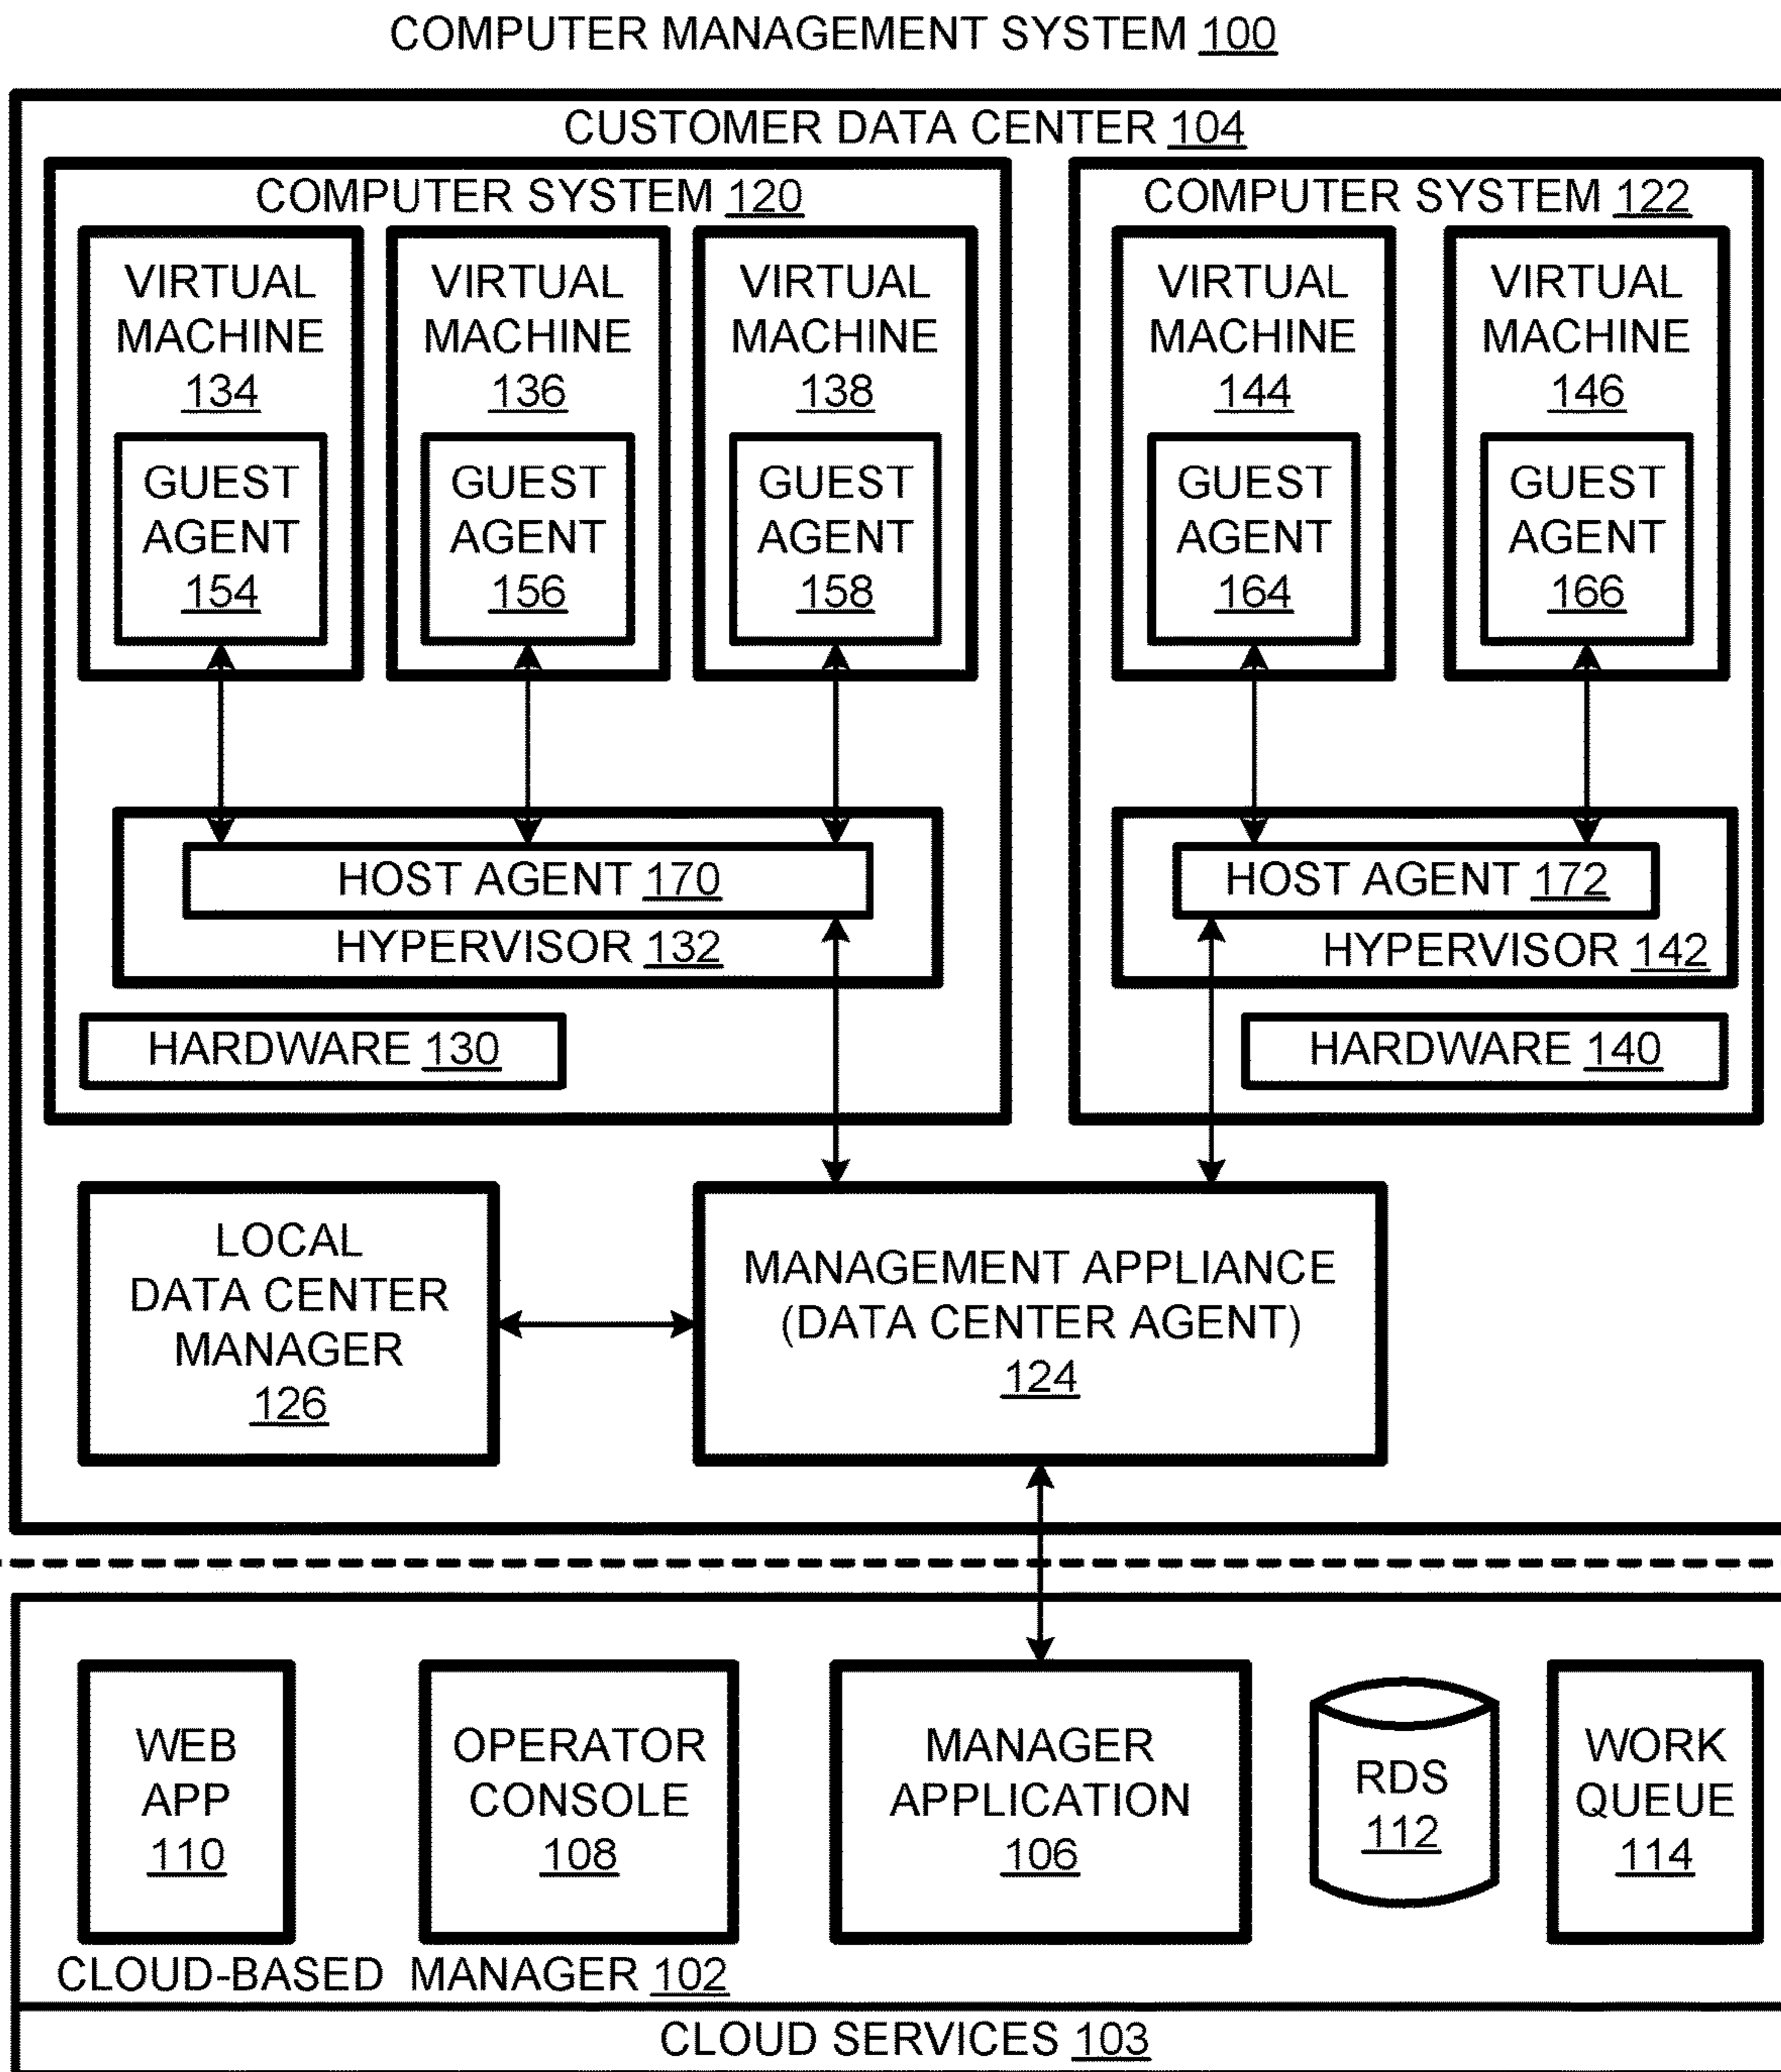 COMPUTER MANAGEMENT SYSTEM 100
CUSTOMER DATA CENTER 104
COMPUTER SYSTEM 120
VIRTUAL
MACHINE
134
GUEST
AGENT
154
VIRTUAL
MACHINE
136
GUEST
AGENT
156
VIRTUAL
MACHINE
138
GUEST
AGENT
158
HOST AGENT 170
HYPERVISOR 132
HARDWARE 130
COMPUTER SYSTEM 122
VIRTUAL
MACHINE
144
GUEST
AGENT
164
VIRTUAL
MACHINE
146
GUEST
AGENT
166
HOST AGENT 172
HYPERVISOR 142
HARDWARE 140
LOCAL
DATA CENTER
MANAGER
126
MANAGEMENT APPLIANCE
(DATA CENTER AGENT)
124
WEB
APP
110
OPERATOR
CONSOLE
108
MANAGER
APPLICATION
106
RDS
112
WORK
QUEUE
114
CLOUD-BASED MANAGER 102
CLOUD SERVICES 103